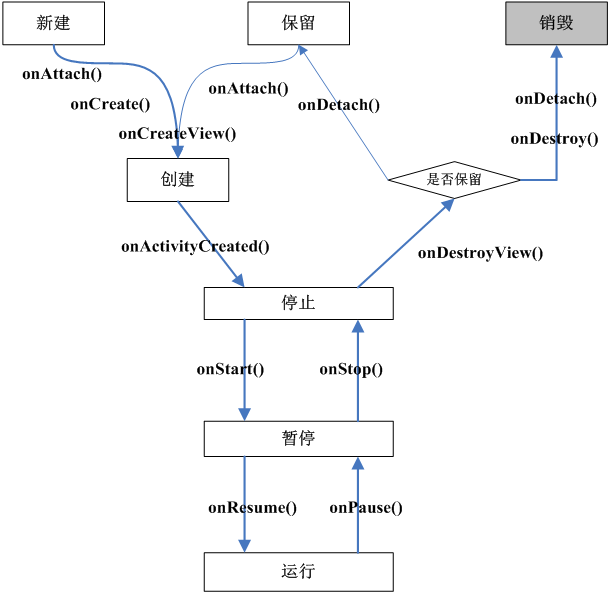 新建
保留
销毁
onAttach()
onAttach()
onCreate()
onDetach()
onDetach()
onCreateView()
onDestroy()
创建
是否保留
onActivityCreated()
onDestroyView()
停止
onStart()
onStop()
暂停
onResume()
onPause()
运行